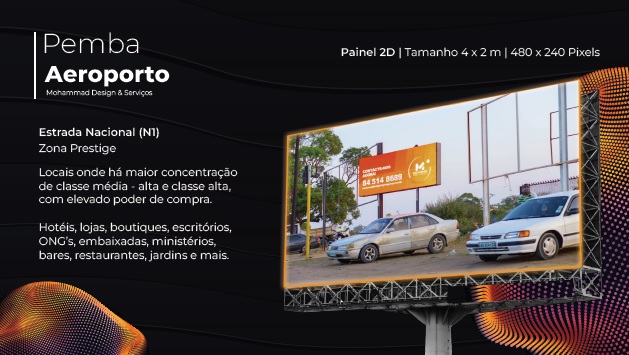 Pemba
Aeroporto
Mohammad Design & Serviços
Painel 2D | Tamanho 4 x 2 m | 480 x 240 Pixels
Estrada Nacional (N1)
Zona Prestige
Locais onde há maior concentração
de classe média - alta e classe alta,
com elevado poder de compra.
Hotéis, lojas, boutiques, escritórios,
ONG's, embaixadas, ministérios,
bares, restaurantes, jardins e mais.
84 514 8689